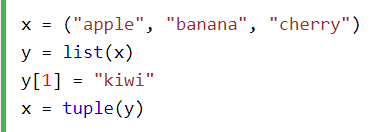 x = ("apple", "banana", "cherry")
y = list(x)
y[1] = "kiwi"
x = tuple(y)